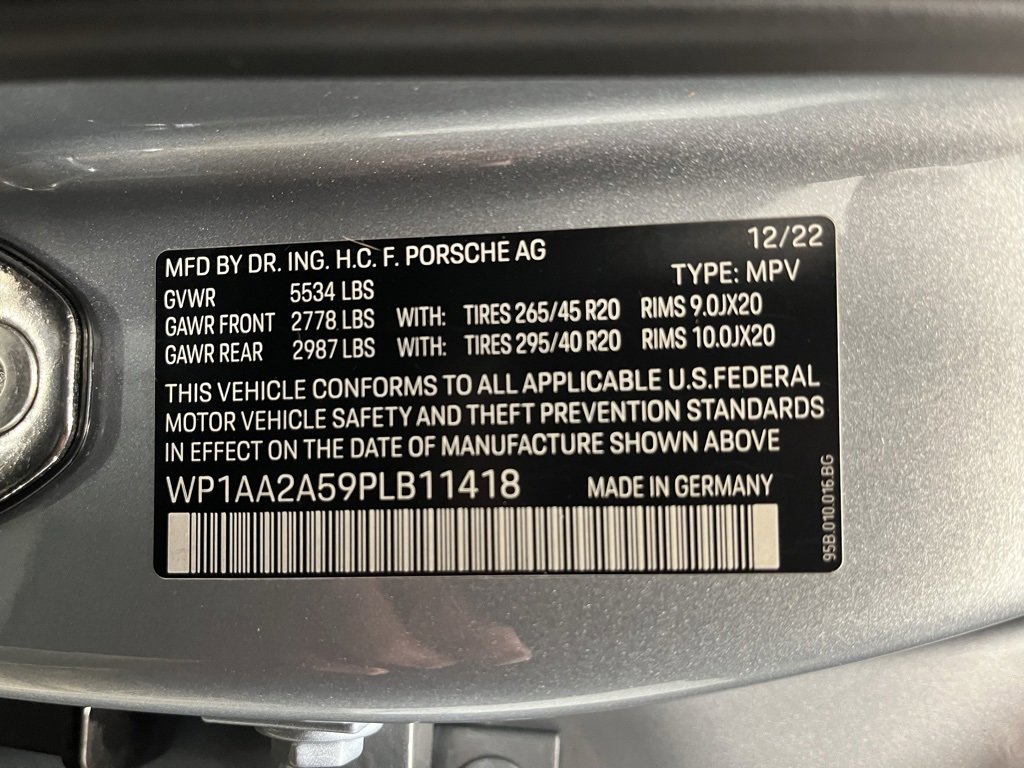 MFD BY DR. ING. H.C. F. PORSCHE AG 12/22
TYPE: MPV
GVWR 5534 LBS
GAWR FRONT 2778 LBS WITH: TIRES 265/45 R20 RIMS 9.0JX20
GAWR REAR 2987 LBS WITH: TIRES 295/40 R20 RIMS 10.0JX20
THIS VEHICLE CONFORMS TO ALL APPLICABLE U.S.FEDERAL
MOTOR VEHICLE SAFETY AND THEFT PREVENTION STANDARDS
IN EFFECT ON THE DATE OF MANUFACTURE SHOWN ABOVE
WP1AA2A59PLB11418 MADE IN GERMANY
95B.010.016.BG